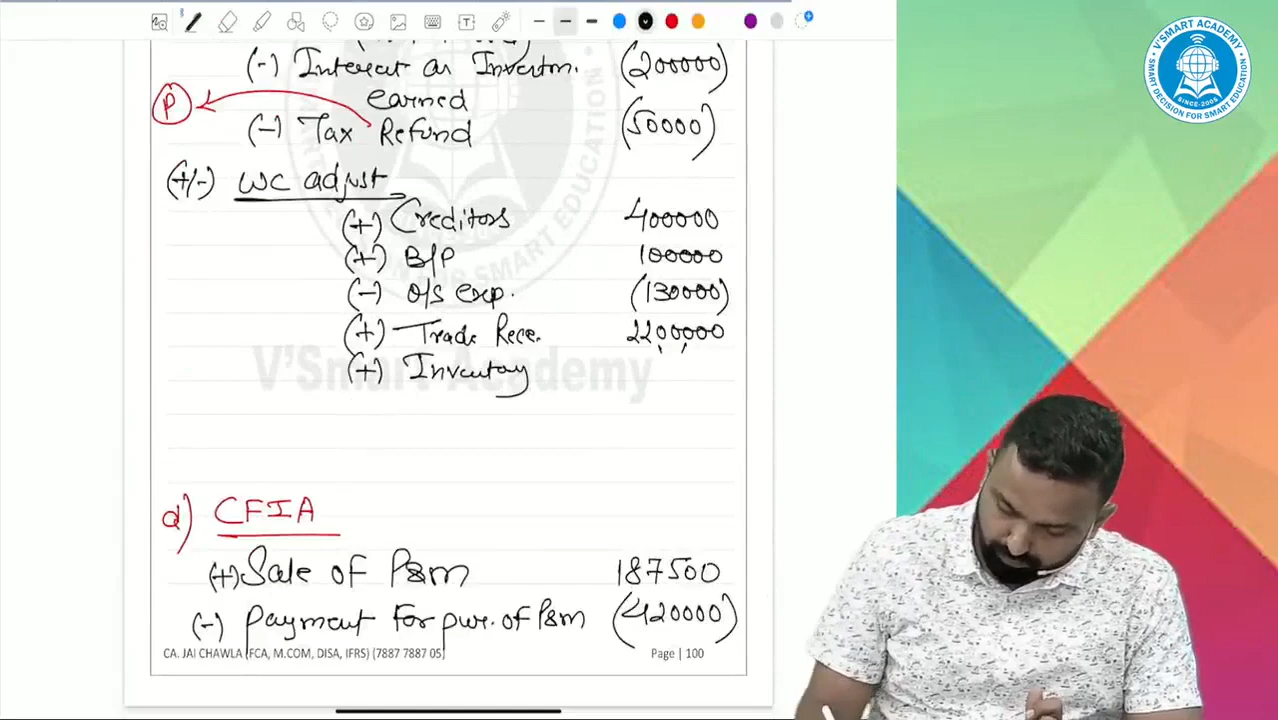 (-) Interest on Investm. (200000)
earned
P
(-) Tax Refund (50000)
(+/-) WC adjust
(+) Creditors 400000
(+) B/P 100000
(-) O/S exp. (130000)
(+) Trade Rece. 2200000
V'Smart Academy
(+) Inventory
d) CFIA
(+) Sale of P&M 187500
(-) Payment for pur. of P&M (420000)
CA. JAI CHAWLA (FCA, M.COM, DISA, IFRS) (7887 7887 05) Page | 100
V'SMART ACADEMY
SINCE-2005
SMART DECISION FOR SMART EDUCATION